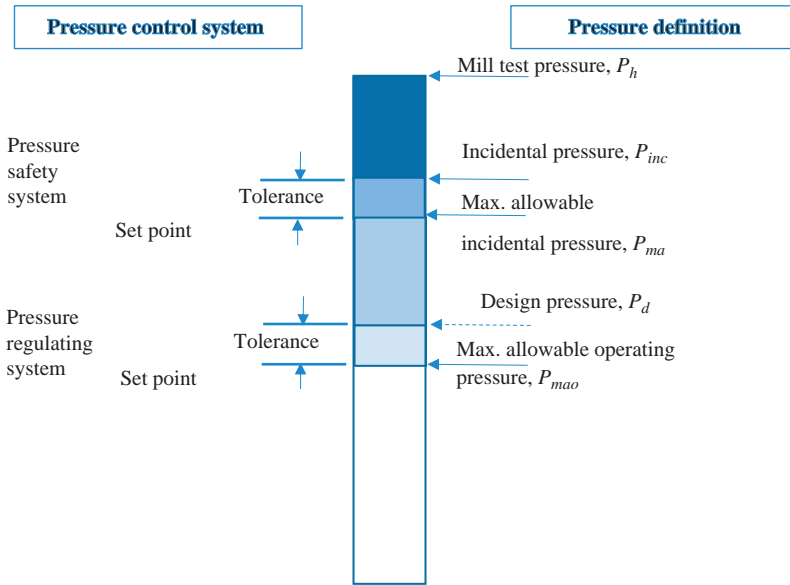 Pressure control system
Pressure definition
Mill test pressure, P_h
Pressure
safety
system
Incidental pressure, P_inc
Tolerance
Max. allowable
Set point
incidental pressure, P_ma
Design pressure, P_d
Pressure
regulating
system
Tolerance
Max. allowable operating
pressure, P_mao
Set point